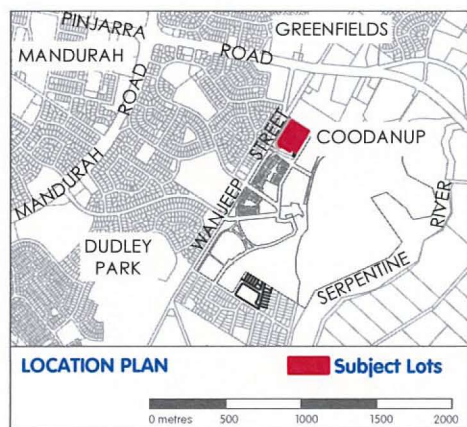 PINJARRA
ROAD
GREENFIELDS
MANDURAH
ROAD
STREET
COODANUP
MANDURAH
WANJEEP
RIVER
DUDLEY
PARK
SERPENTINE
LOCATION PLAN
Subject Lots
0 metres 500 1000 1500 2000